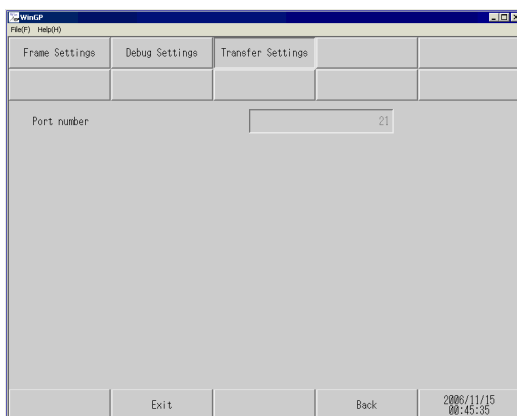 WinGP
File(F) Help(H)
Frame Settings Debug Settings Transfer Settings
Port number 21
Exit Back 2006/11/15
00:45:35